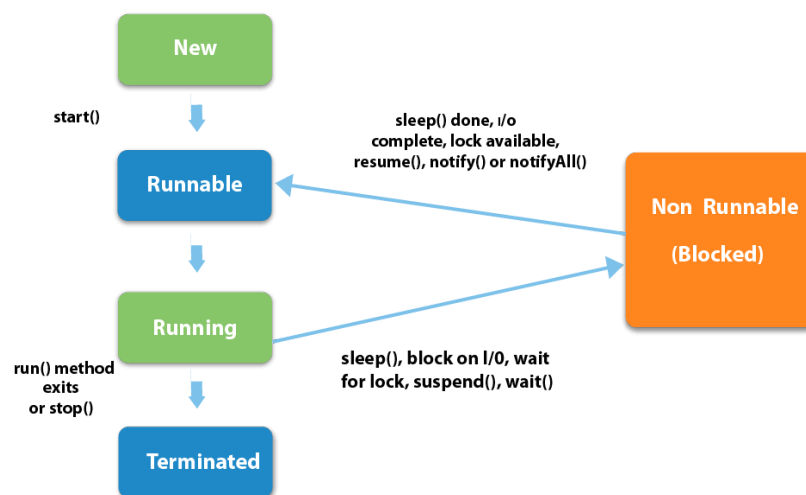 New
start()
sleep() done, I/o
complete, lock available,
resume(), notify() or notifyAll()
Runnable
Non Runnable
(Blocked)
Running
run() method
exits
or stop()
sleep(), block on l/0, wait
for lock, suspend(), wait()
Terminated